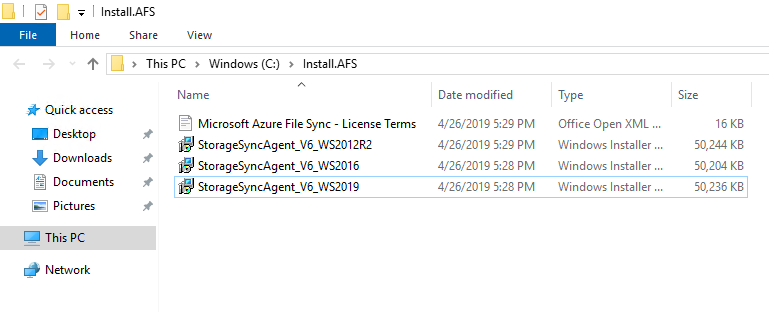 Install.AFS
File Home Share View
This PC Windows (C:) Install.AFS
Name Date modified Type Size
Quick access
Desktop
Downloads
Documents
Pictures
This PC
Network
Microsoft Azure File Sync - License Terms 4/26/2019 5:29 PM Office Open XML ... 16 KB
StorageSyncAgent_V6_WS2012R2 4/26/2019 5:29 PM Windows Installer ... 50,244 KB
StorageSyncAgent_V6_WS2016 4/26/2019 5:28 PM Windows Installer ... 50,204 KB
StorageSyncAgent_V6_WS2019 4/26/2019 5:28 PM Windows Installer ... 50,236 KB